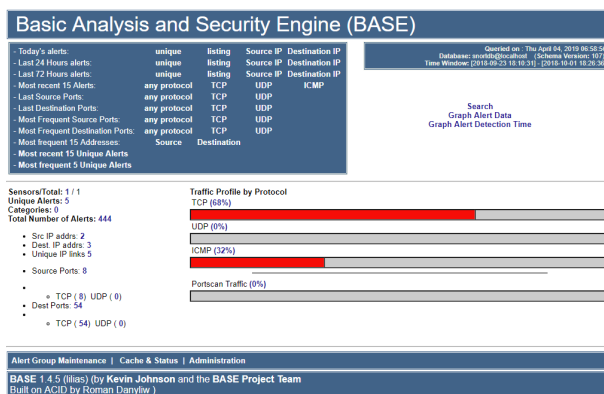 Basic Analysis and Security Engine (BASE)
- Today's alerts: unique listing Source IP Destination IP
- Last 24 Hours alerts: unique listing Source IP Destination IP
- Last 72 Hours alerts: unique listing Source IP Destination IP
- Most recent 15 Alerts: any protocol TCP UDP ICMP
- Last Source Ports: any protocol TCP UDP
- Last Destination Ports: any protocol TCP UDP
- Most Frequent Source Ports: any protocol TCP UDP
- Most Frequent Destination Ports: any protocol TCP UDP
- Most frequent 15 Addresses: Source Destination
- Most recent 15 Unique Alerts
- Most frequent 5 Unique Alerts
Queried on : Thu April 04, 2019 06:58:56
Database: snortdb@localhost (Schema Version: 107)
Time Window: [2018-09-23 18:10:31] - [2018-10-01 18:26:36]
Search
Graph Alert Data
Graph Alert Detection Time
Sensors/Total: 1 / 1
Unique Alerts: 5
Categories: 0
Total Number of Alerts: 444
• Src IP addrs: 2
• Dest. IP addrs: 3
• Unique IP links 5
• Source Ports: 8
TCP ( 8) UDP ( 0)
• Dest Ports: 54
TCP ( 54) UDP ( 0)
Traffic Profile by Protocol
TCP (68%)
UDP (0%)
ICMP (32%)
Portscan Traffic (0%)
Alert Group Maintenance | Cache & Status | Administration
BASE 1.4.5 (lilias) (by Kevin Johnson and the BASE Project Team
Built on ACID by Roman Danyliw )